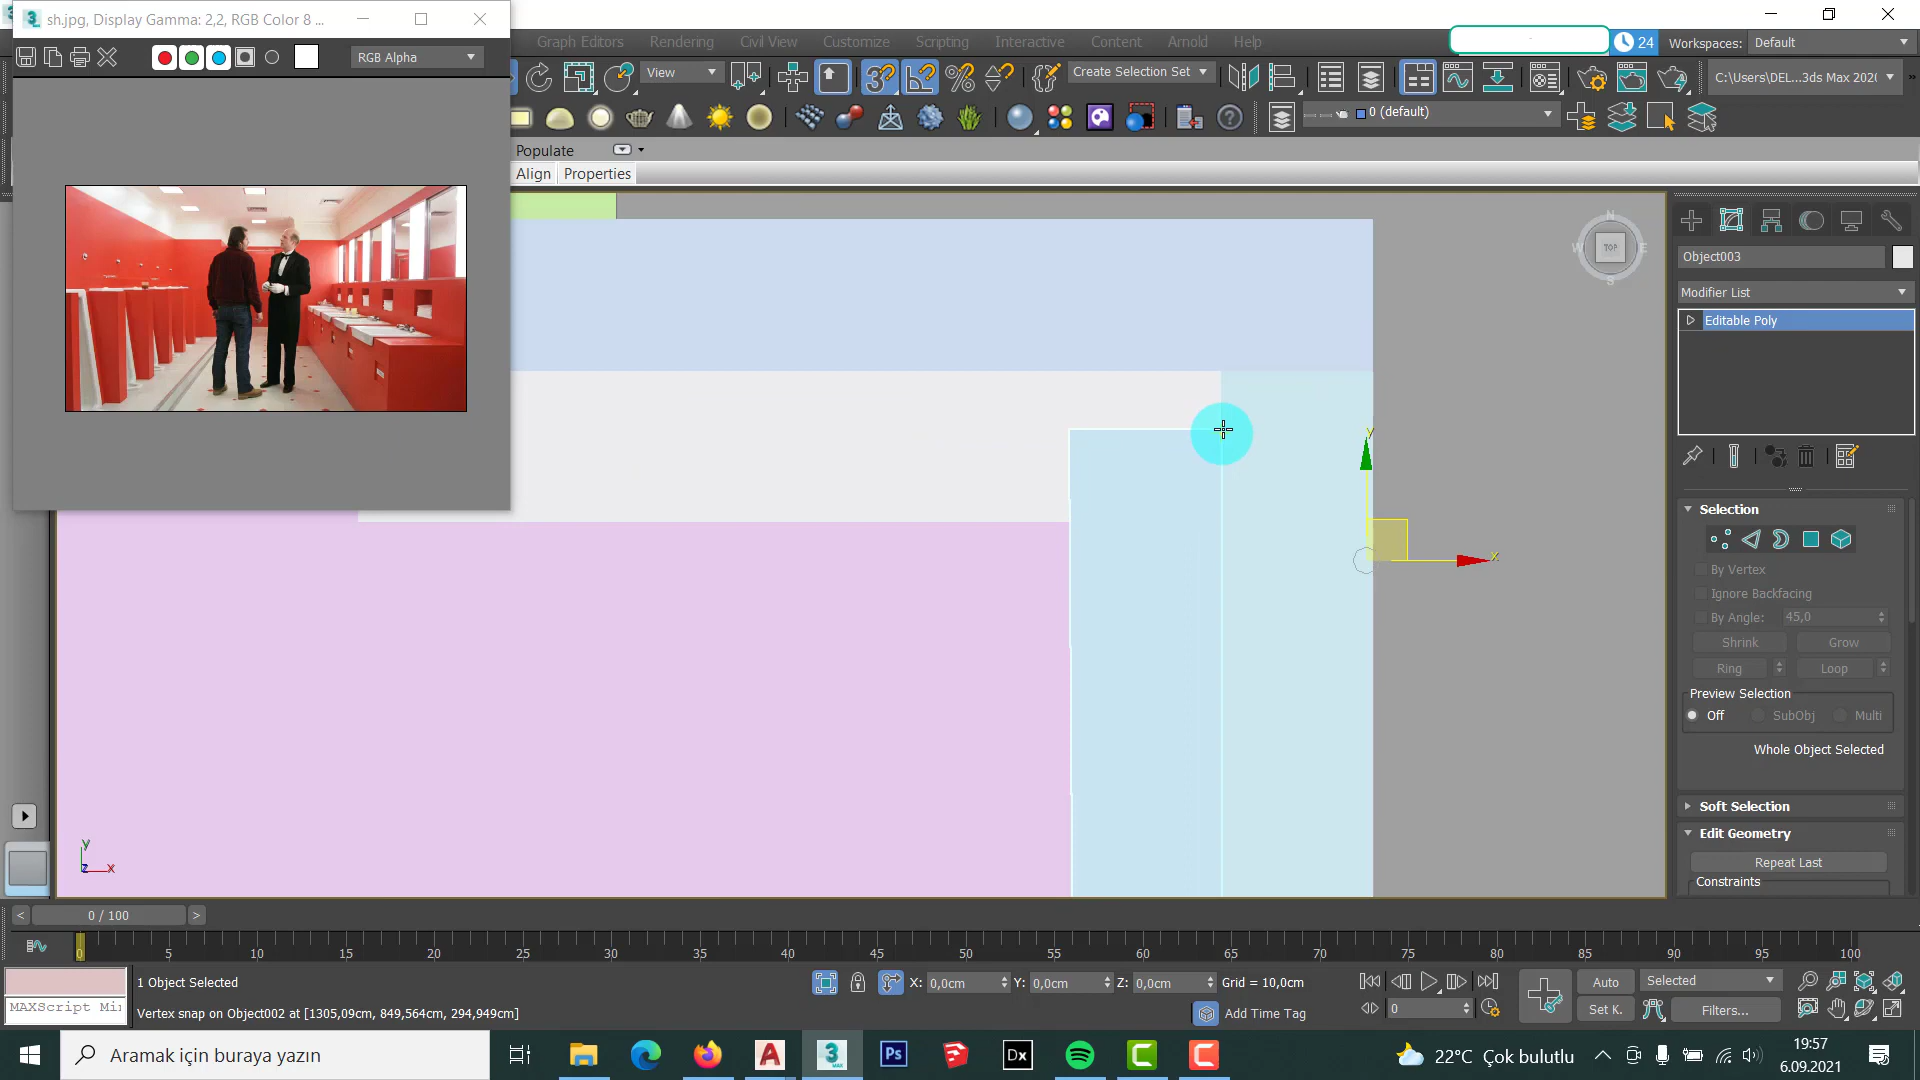 sh.jpg, Display Gamma: 2,2, RGB Color 8 ...
RGB Alpha
Graph Editors
Rendering
Civil View
Customize
Scripting
Interactive
Content
Arnold
Help
24
Workspaces:
Default
View
Create Selection Set
C:\Users\DEL...3ds Max 202
0 (default)
Populate
Align
Properties
N
W
TOP
E
S
Object003
Modifier List
Editable Poly
Selection
By Vertex
Ignore Backfacing
By Angle:
45,0
Shrink
Grow
Ring
Loop
Preview Selection
Off
SubObj
Multi
Whole Object Selected
Soft Selection
Edit Geometry
Repeat Last
Constraints
y
x
y
z
x
0 / 100
0 5 10 15 20 25 30 35 40 45 50 55 60 65 70 75 80 85 90 95 100
1 Object Selected
X: 0,0cm Y: 0,0cm Z: 0,0cm Grid = 10,0cm
Auto
Selected
MAXScript Mi
Vertex snap on Object002 at [1305,09cm, 849,564cm, 294,949cm]
Add Time Tag
0
Set K.
Filters...
Aramak için buraya yazın
22°C Çok bulutlu
19:57
6.09.2021